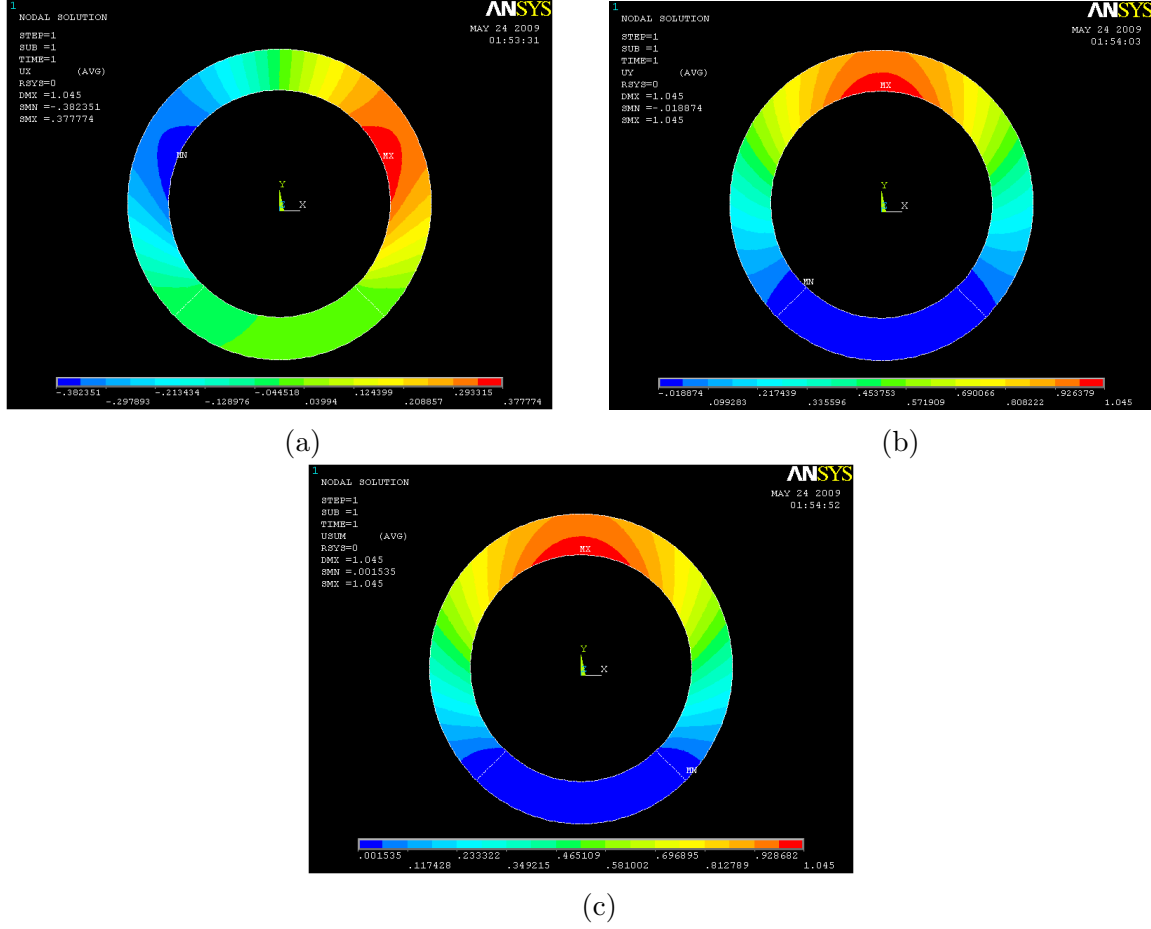 1
ANSYS
NODAL SOLUTION
MAY 24 2009
01:53:31
STEP=1
SUB =1
TIME=1
UX (AVG)
RSYS=0
DMX =1.045
SMN =-.382351
SMX =.377774
MN
MX
Y
X
-.382351 -.213434 -.044518 .124399 .293315
-.297893 -.128976 .03994 .208857 .377774
(a)
1
ANSYS
NODAL SOLUTION
MAY 24 2009
01:54:03
STEP=1
SUB =1
TIME=1
UY (AVG)
RSYS=0
DMX =1.045
SMN =-.018874
SMX =1.045
MX
Y
X
MN
-.018874 .217439 .453753 .690066 .926379
.099283 .335596 .571909 .808222 1.045
(b)
1
ANSYS
NODAL SOLUTION
MAY 24 2009
01:54:52
STEP=1
SUB =1
TIME=1
USUM (AVG)
RSYS=0
DMX =1.045
SMN =.001535
SMX =1.045
MX
Y
X
MN
.001535 .233322 .465109 .696895 .928682
.117428 .349215 .581002 .812789 1.045
(c)